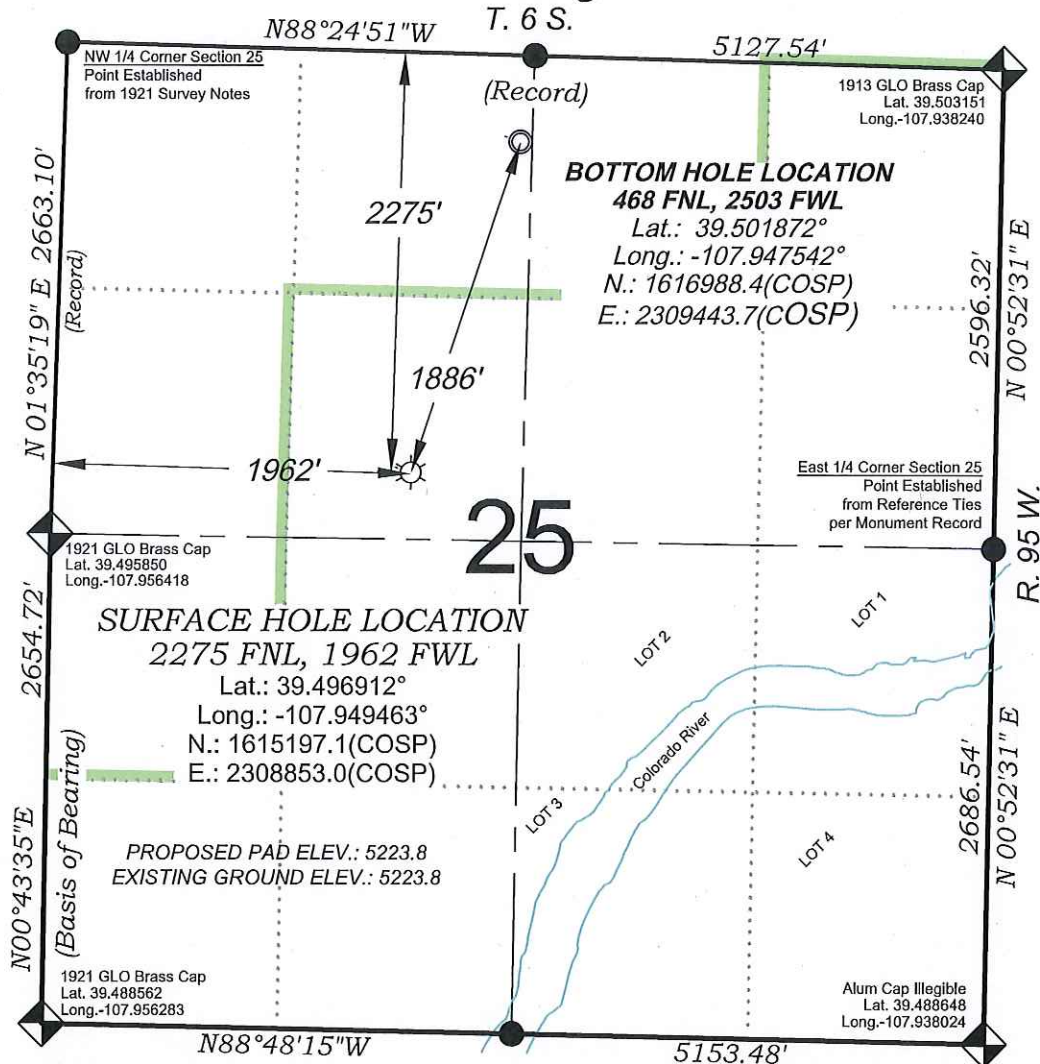 T. 6 S.
N88°24'51"W
5127.54'
NW 1/4 Corner Section 25
Point Established
from 1921 Survey Notes
(Record)
1913 GLO Brass Cap
Lat. 39.503151
Long.-107.938240
BOTTOM HOLE LOCATION
468 FNL, 2503 FWL
Lat.: 39.501872°
Long.: -107.947542°
N.: 1616988.4(COSP)
E.: 2309443.7(COSP)
2275'
N 01°35'19" E 2663.10'
(Record)
2596.32'
N 00°52'31" E
1886'
1962'
East 1/4 Corner Section 25
Point Established
from Reference Ties
per Monument Record
25
R. 95 W.
1921 GLO Brass Cap
Lat. 39.495850
Long.-107.956418
SURFACE HOLE LOCATION
2275 FNL, 1962 FWL
Lat.: 39.496912°
Long.: -107.949463°
N.: 1615197.1(COSP)
E.: 2308853.0(COSP)
LOT 1
LOT 2
Colorado River
LOT 3
LOT 4
2654.72'
N00°43'35"E
(Basis of Bearing)
2686.54'
N 00°52'31" E
PROPOSED PAD ELEV.: 5223.8
EXISTING GROUND ELEV.: 5223.8
1921 GLO Brass Cap
Lat. 39.488562
Long.-107.956283
Alum Cap Illegible
Lat. 39.488648
Long.-107.938024
N88°48'15"W
5153.48'